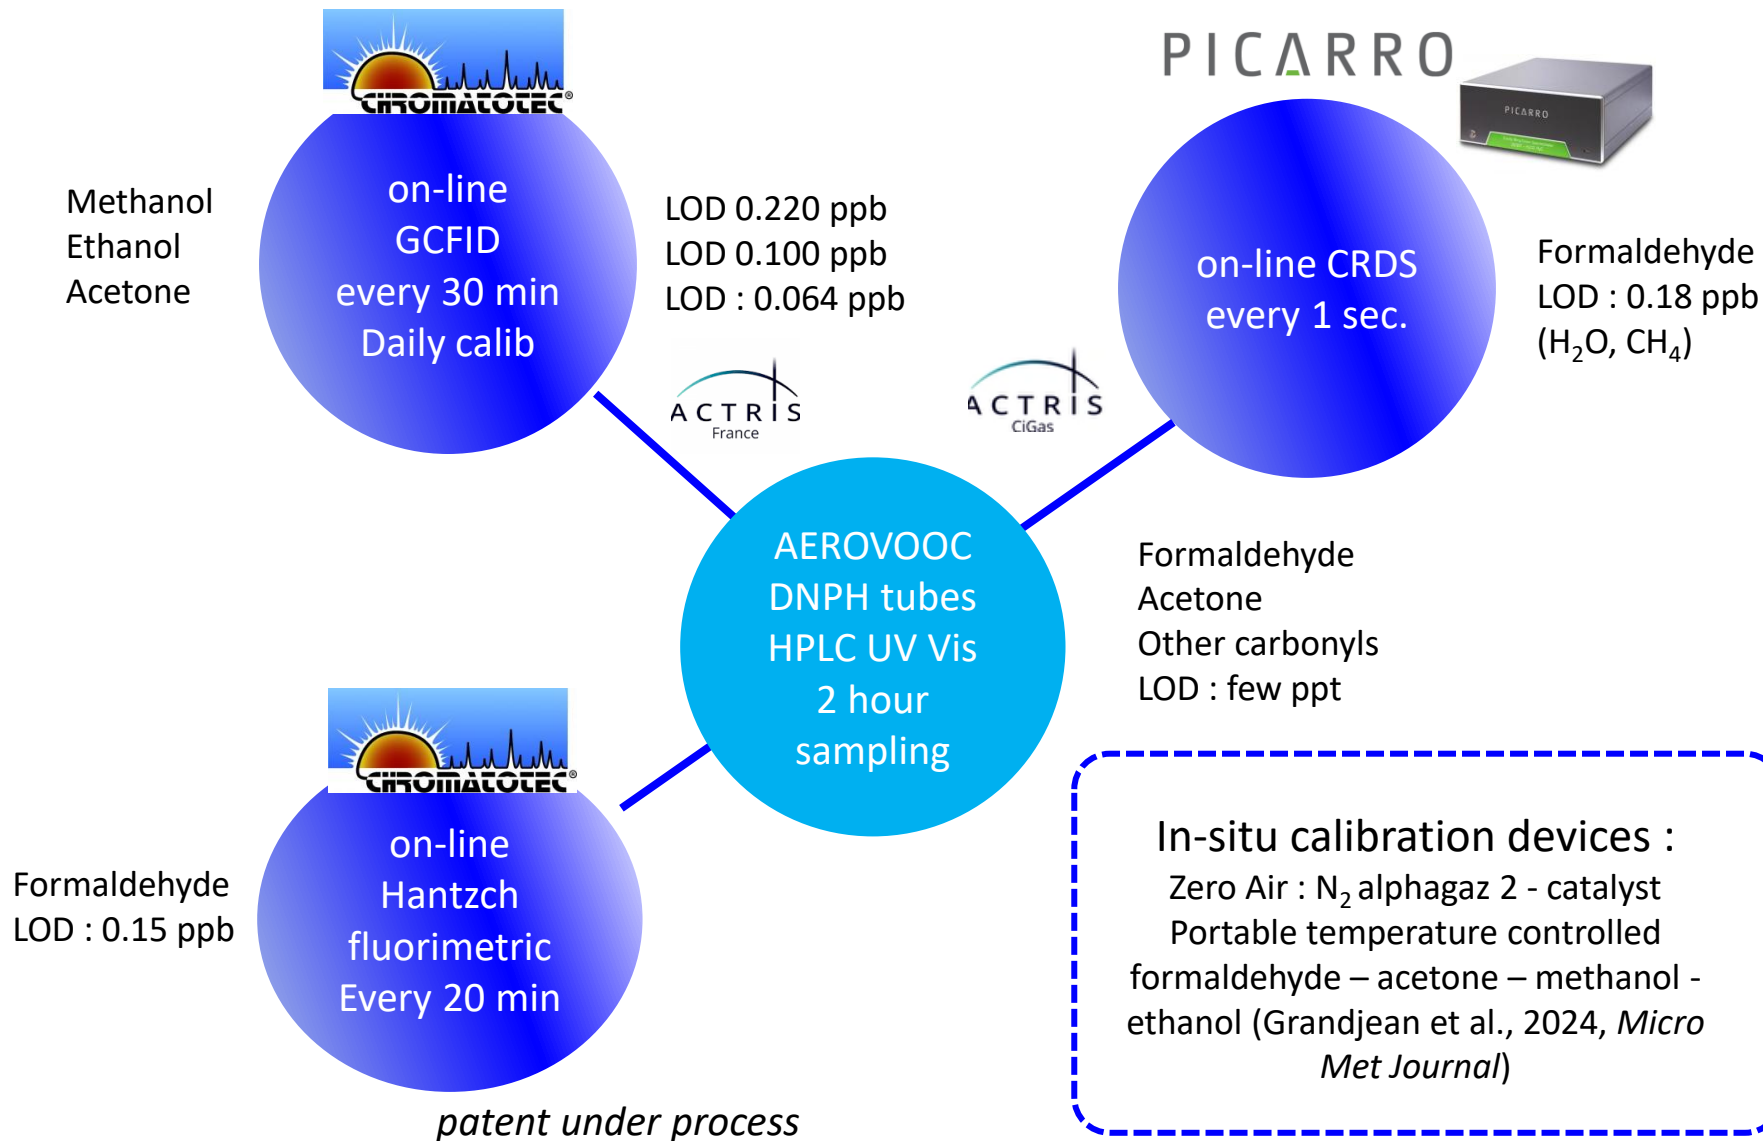 CHROMATOTEC®
on-line
GCFID
every 30 min
Daily calib
Methanol
Ethanol
Acetone
LOD 0.220 ppb
LOD 0.100 ppb
LOD : 0.064 ppb
PICARRO
PICARRO
on-line CRDS
every 1 sec.
Formaldehyde
LOD : 0.18 ppb
(H₂O, CH₄)
ACTRIS
France
ACTRIS
CiGas
AEROVOOC
DNPH tubes
HPLC UV Vis
2 hour
sampling
Formaldehyde
Acetone
Other carbonyls
LOD : few ppt
CHROMATOTEC®
on-line
Hantzch
fluorimetric
Every 20 min
Formaldehyde
LOD : 0.15 ppb
patent under process
In-situ calibration devices :
Zero Air : N₂ alphagaz 2 - catalyst
Portable temperature controlled
formaldehyde – acetone – methanol -
ethanol (Grandjean et al., 2024, Micro
Met Journal)